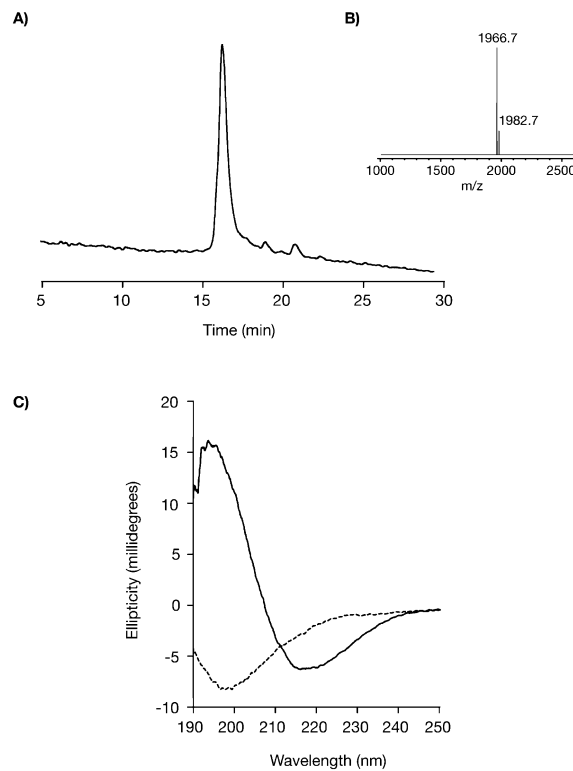 A)
B)
1966.7
1982.7
1000 1500 2000 2500
m/z
5 10 15 20 25 30
Time (min)
C)
20
15
10
5
0
-5
-10
Ellipticity (millidegrees)
190 200 210 220 230 240 250
Wavelength (nm)